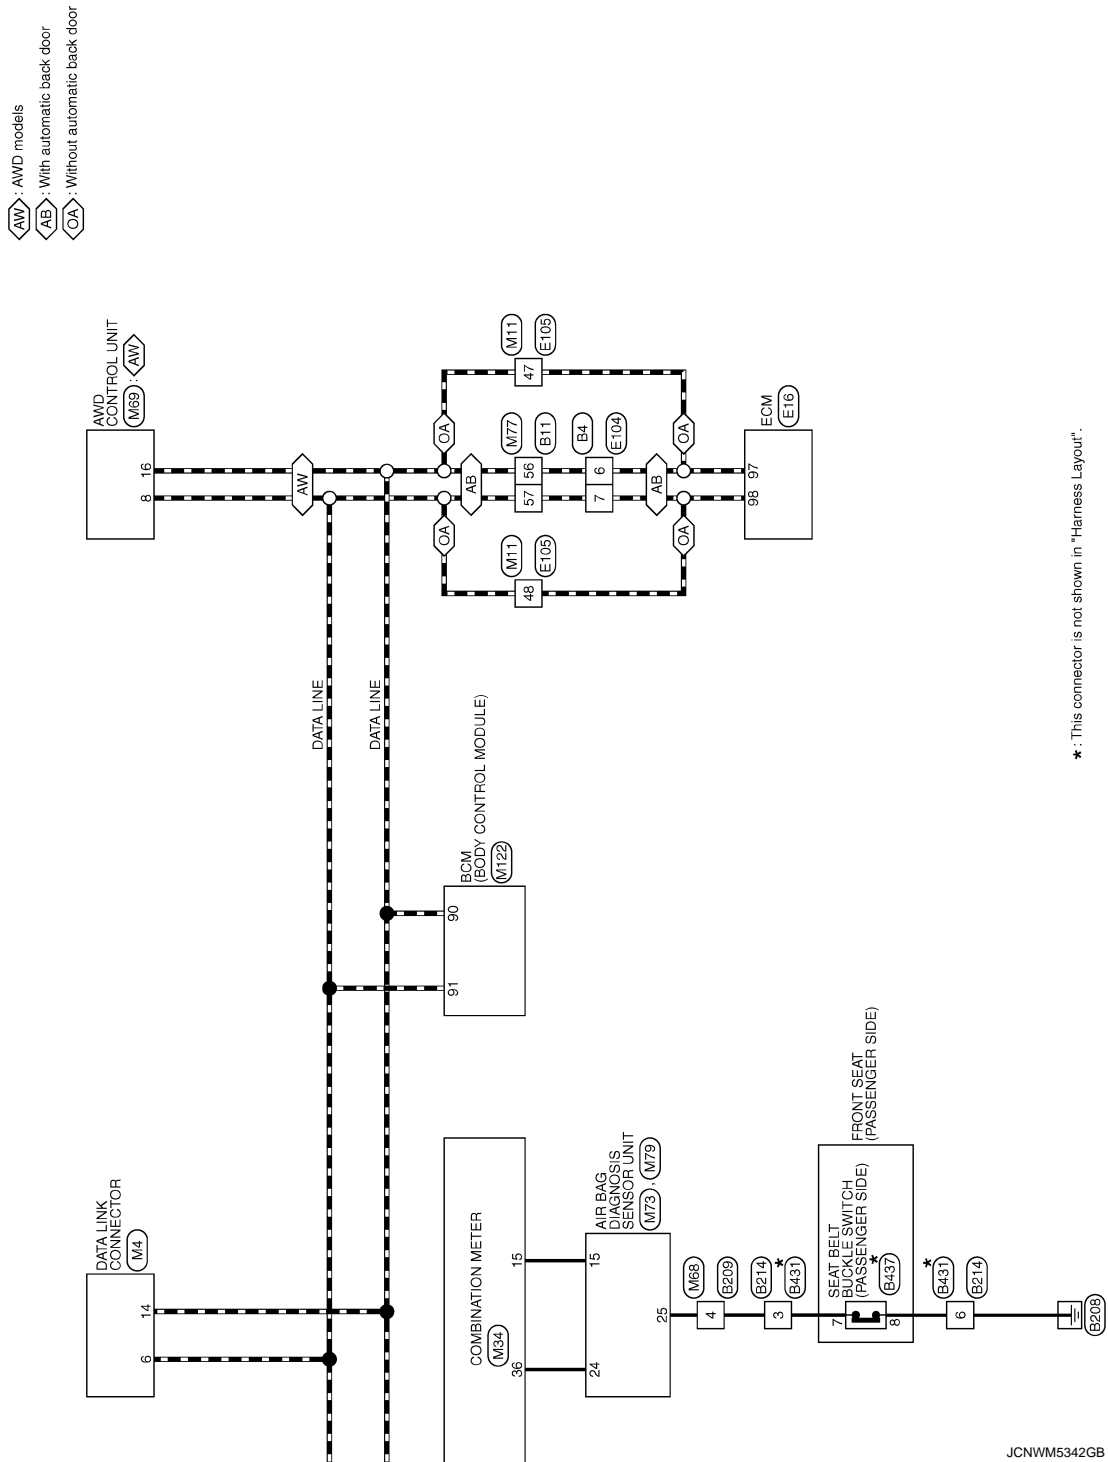 AW : AWD models
AB : With automatic back door
OA : Without automatic back door
DATA LINK
CONNECTOR
M4
6
14
AWD
CONTROL UNIT
M69 : AW
8
16
AW
DATA LINE
DATA LINE
OA
OA
AB
48
M11
E105
57
56
M77
B11
7
6
B4
E104
47
M11
E105
OA
AB
OA
98
97
ECM
E16
91
90
BCM
(BODY CONTROL MODULE)
M122
COMBINATION METER
M34
36
15
24
15
AIR BAG
DIAGNOSIS
SENSOR UNIT
M73 , M79
25
4
M68
B209
3
B214
* B431
FRONT SEAT
(PASSENGER SIDE)
SEAT BELT
BUCKLE SWITCH
(PASSENGER SIDE)
* B437
7
8
6
* B431
B214
B208
* : This connector is not shown in "Harness Layout".
JCNWM5342GB